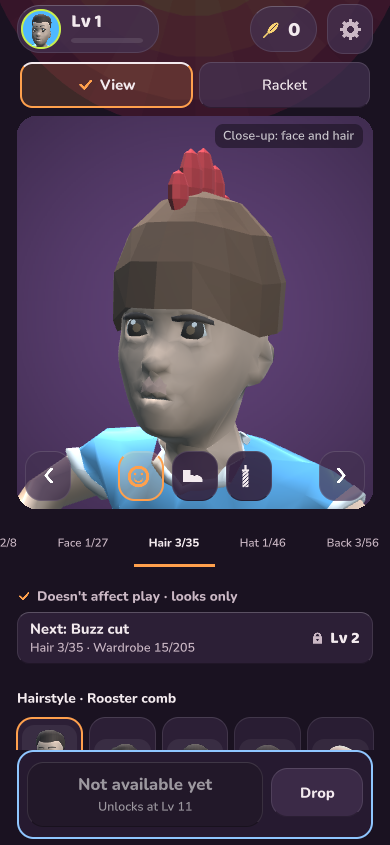 Lv 1
0
View
Racket
Close-up: face and hair
2/8
Face 1/27
Hair 3/35
Hat 1/46
Back 3/56
Doesn't affect play · looks only
Next: Buzz cut
Hair 3/35 · Wardrobe 15/205
Lv 2
Hairstyle · Rooster comb
Not available yet
Unlocks at Lv 11
Drop